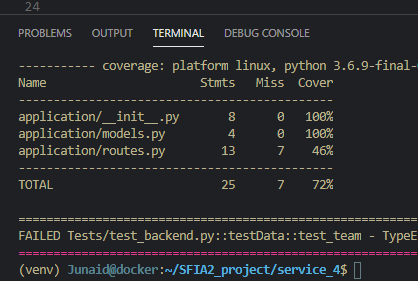 24
PROBLEMS OUTPUT TERMINAL DEBUG CONSOLE
----------- coverage: platform linux, python 3.6.9-final-
Name Stmts Miss Cover
-----------------------------------------------
application/__init__.py 8 0 100%
application/models.py 4 0 100%
application/routes.py 13 7 46%
-----------------------------------------------
TOTAL 25 7 72%
============================================================
FAILED Tests/test_backend.py::testData::test_team - TypeE
============================================================
(venv) Junaid@docker:~/SFIA2_project/service_4$